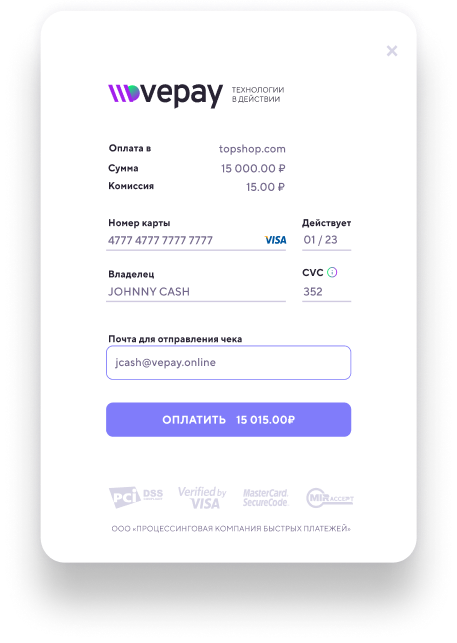 vepay ТЕХНОЛОГИИ
В ДЕЙСТВИИ
Оплата в topshop.com
Сумма 15 000.00 ₽
Комиссия 15.00 ₽
Номер карты Действует
4777 4777 7777 7777 VISA 01 / 23
Владелец CVC i
JOHNNY CASH 352
Почта для отправления чека
jcash@vepay.online
ОПЛАТИТЬ 15 015.00₽
PCI DSS Verified by VISA MasterCard. SecureCode. MIR ACCEPT
ООО «ПРОЦЕССИНГОВАЯ КОМПАНИЯ БЫСТРЫХ ПЛАТЕЖЕЙ»